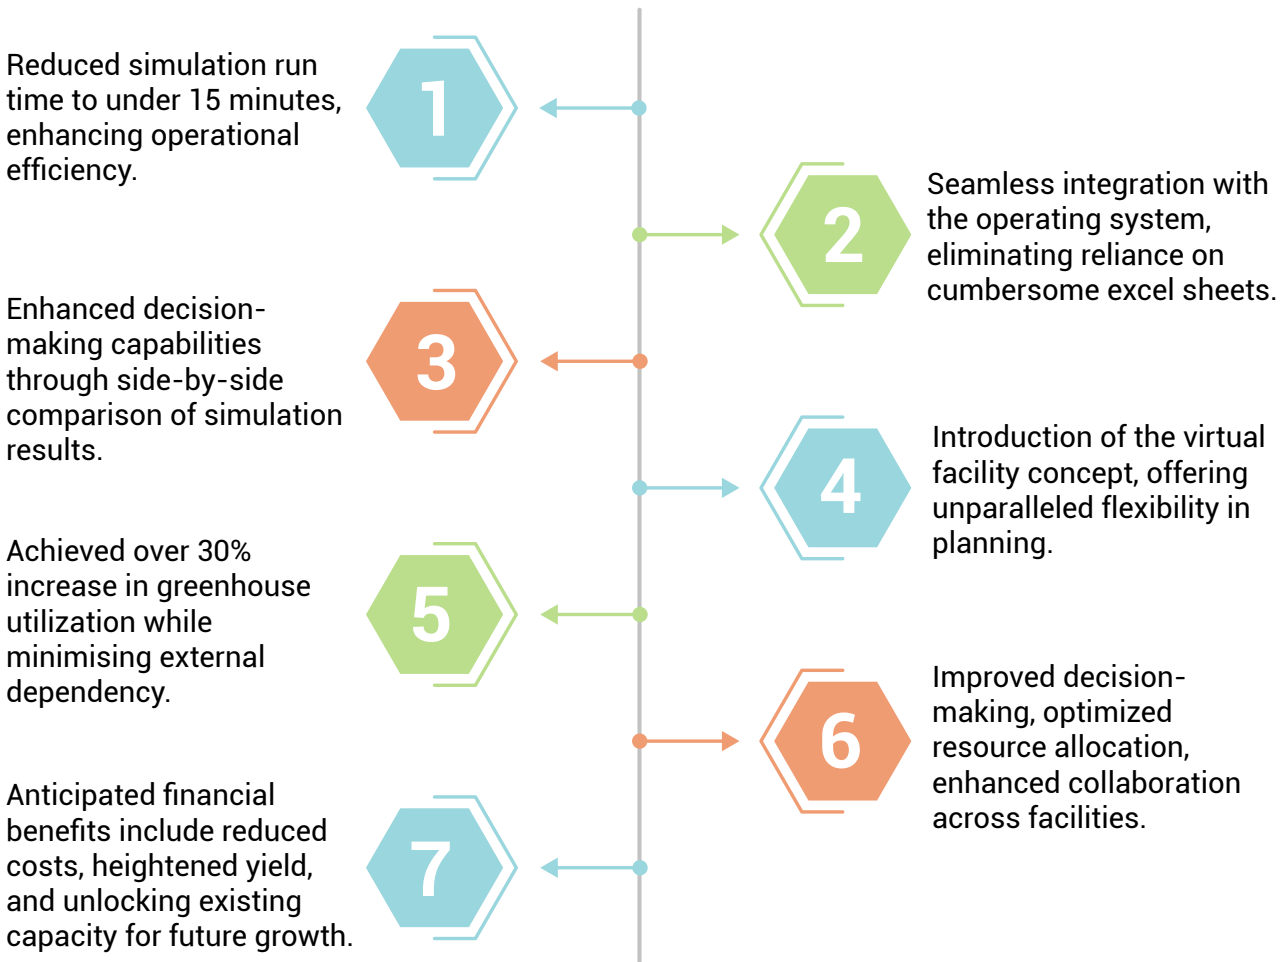 Reduced simulation run
time to under 15 minutes,
enhancing operational
efficiency.
1
2
Seamless integration with
the operating system,
eliminating reliance on
cumbersome excel sheets.
Enhanced decision-
making capabilities
through side-by-side
comparison of simulation
results.
3
4
Introduction of the virtual
facility concept, offering
unparalleled flexibility in
planning.
Achieved over 30%
increase in greenhouse
utilization while
minimising external
dependency.
5
6
Improved decision-
making, optimized
resource allocation,
enhanced collaboration
across facilities.
Anticipated financial
benefits include reduced
costs, heightened yield,
and unlocking existing
capacity for future growth.
7